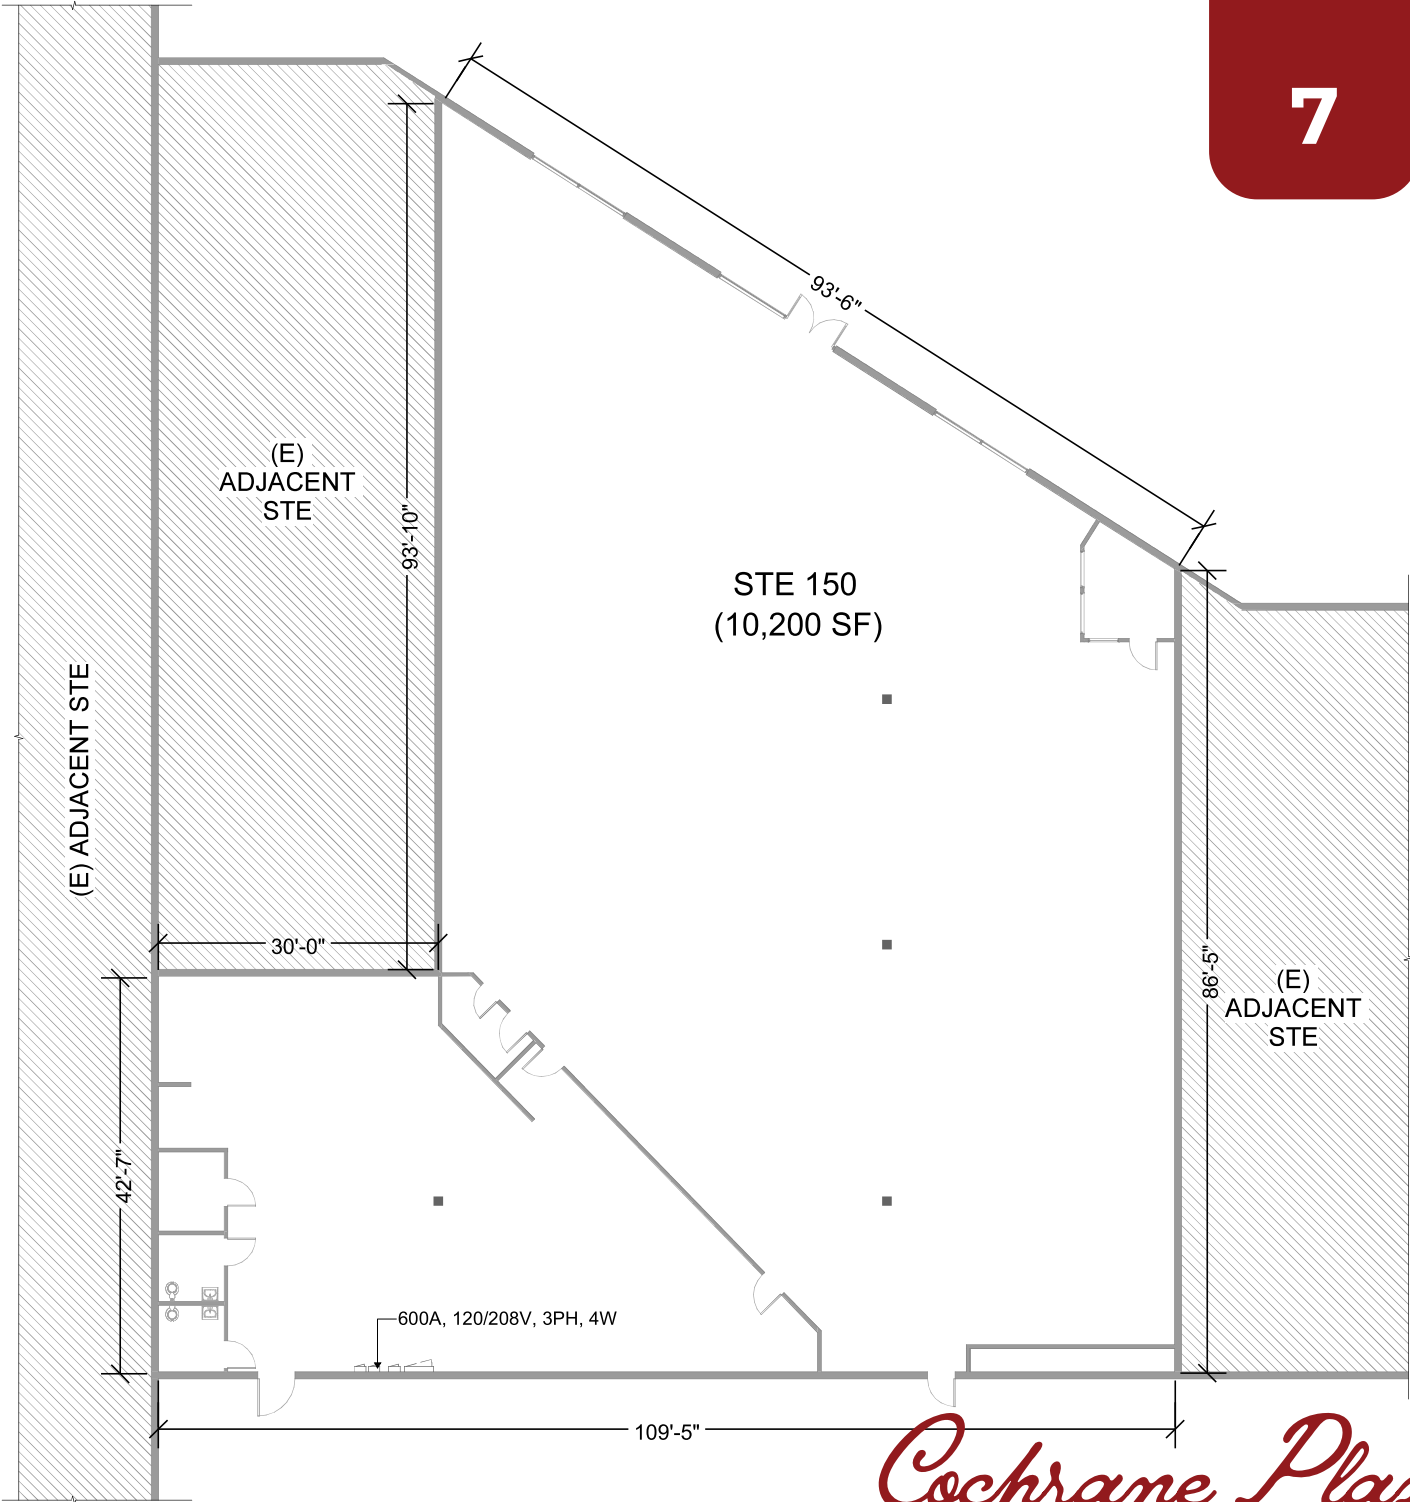 7
93'-6"
(E)
ADJACENT
STE
93'-10"
STE 150
(10,200 SF)
(E) ADJACENT STE
30'-0"
86'-5"
(E)
ADJACENT
STE
42'-7"
600A, 120/208V, 3PH, 4W
109'-5"
Cochrane